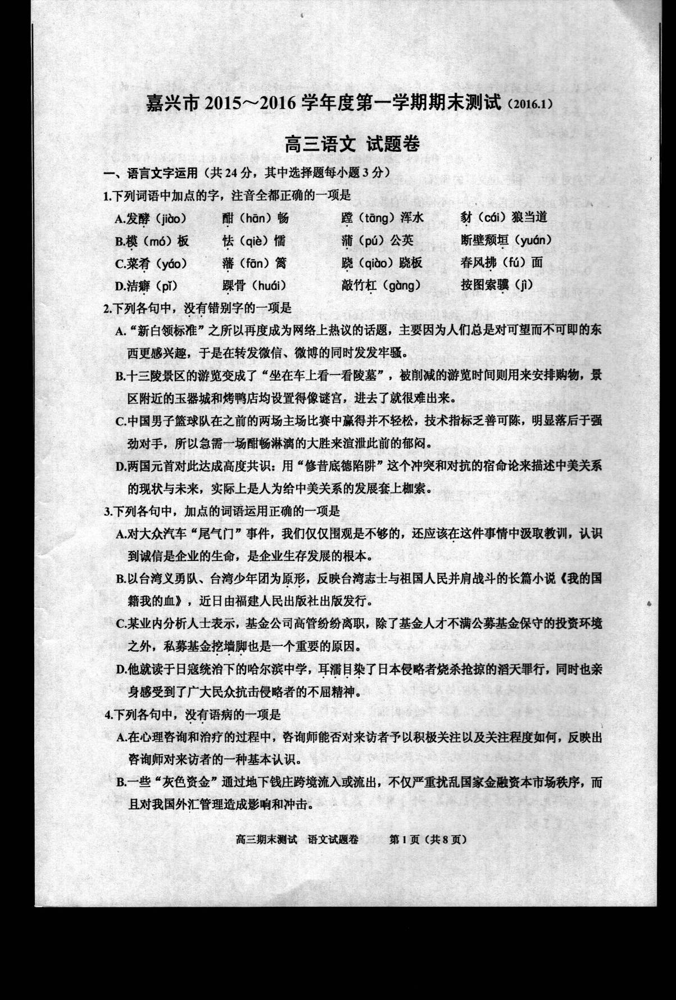 嘉兴市 2015～2016 学年度第一学期期末测试（2016.1）
高三语文 试题卷
一、语言文字运用（共 24 分，其中选择题每小题 3 分）
1.下列词语中加点的字，注音全都正确的一项是
A.发酵（jiào） 酣（hān）畅 蹚（tāng）浑水 豺（cái）狼当道
B.模（mó）板 怯（qiè）懦 蒲（pú）公英 断壁颓垣（yuán）
C.菜肴（yáo） 藩（fān）篱 跷（qiào）跷板 春风拂（fú）面
D.洁癖（pǐ） 踝骨（huái） 敲竹杠（gàng） 按图索骥（jì）
2.下列各句中，没有错别字的一项是
A.“新白领标准”之所以再度成为网络上热议的话题，主要因为人们总是对可望而不可即的东
西更感兴趣，于是在转发微信、微博的同时发发牢骚。
B.十三陵景区的游览变成了“坐在车上看一看陵墓”，被削减的游览时间则用来安排购物，景
区附近的玉器城和烤鸭店均设置得像谜宫，进去了就很难出来。
C.中国男子篮球队在之前的两场主场比赛中赢得并不轻松，技术指标乏善可陈，明显落后于强
劲对手，所以急需一场酣畅淋漓的大胜来渲泄此前的郁闷。
D.两国元首对此达成高度共识：用“修昔底德陷阱”这个冲突和对抗的宿命论来描述中美关系
的现状与未来，实际上是人为给中美关系的发展套上枷索。
3.下列各句中，加点的词语运用正确的一项是
A.对大众汽车“尾气门”事件，我们仅仅围观是不够的，还应该在这件事情中汲取教训，认识
到诚信是企业的生命，是企业生存发展的根本。
B.以台湾义勇队、台湾少年团为原形，反映台湾志士与祖国人民并肩战斗的长篇小说《我的国
籍我的血》，近日由福建人民出版社出版发行。
C.某业内分析人士表示，基金公司高管纷纷离职，除了基金人才不满公募基金保守的投资环境
之外，私募基金挖墙脚也是一个重要的原因。
D.他就读于日寇统治下的哈尔滨中学，耳濡目染了日本侵略者烧杀抢掠的滔天罪行，同时也亲
身感受到了广大民众抗击侵略者的不屈精神。
4.下列各句中，没有语病的一项是
A.在心理咨询和治疗的过程中，咨询师能否对来访者予以积极关注以及关注程度如何，反映出
咨询师对来访者的一种基本认识。
B.一些“灰色资金”通过地下钱庄跨境流入或流出，不仅严重扰乱国家金融资本市场秩序，而
且对我国外汇管理造成影响和冲击。
高三期末测试 语文试题卷 第 1 页（共 8 页）